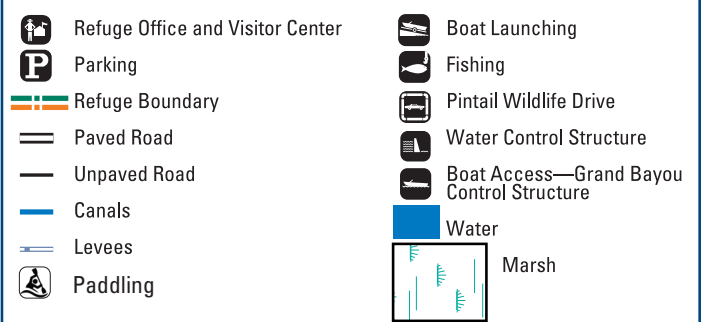 Refuge Office and Visitor Center
P Parking
Refuge Boundary
Paved Road
Unpaved Road
Canals
Levees
Paddling
Boat Launching
Fishing
Pintail Wildlife Drive
Water Control Structure
Boat Access—Grand Bayou
Control Structure
Water
Marsh